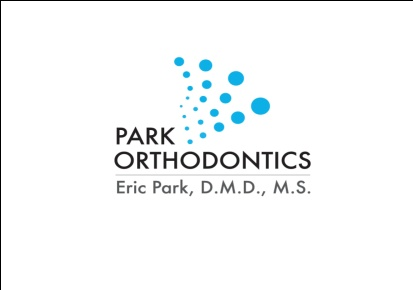 PARK
ORTHODONTICS
Eric Park, D.M.D., M.S.